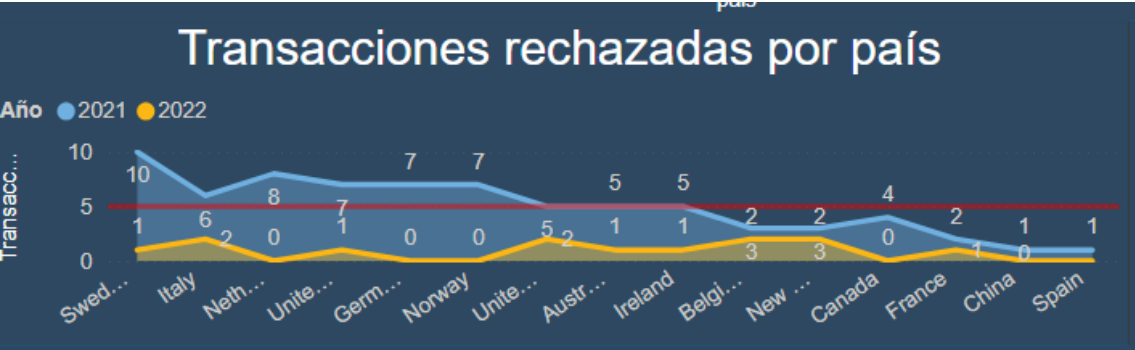 país
Transacciones rechazadas por país
Año 2021 2022
Transacc...
10
5
0
10 6 8 7 7 7 5 5 5 3 3 4 2 1 1
1 2 0 1 0 0 2 1 1 2 2 0 1 0
Swed... Italy Neth... Unite... Germ... Norway Unite... Austr... Ireland Belgi... New ... Canada France China Spain